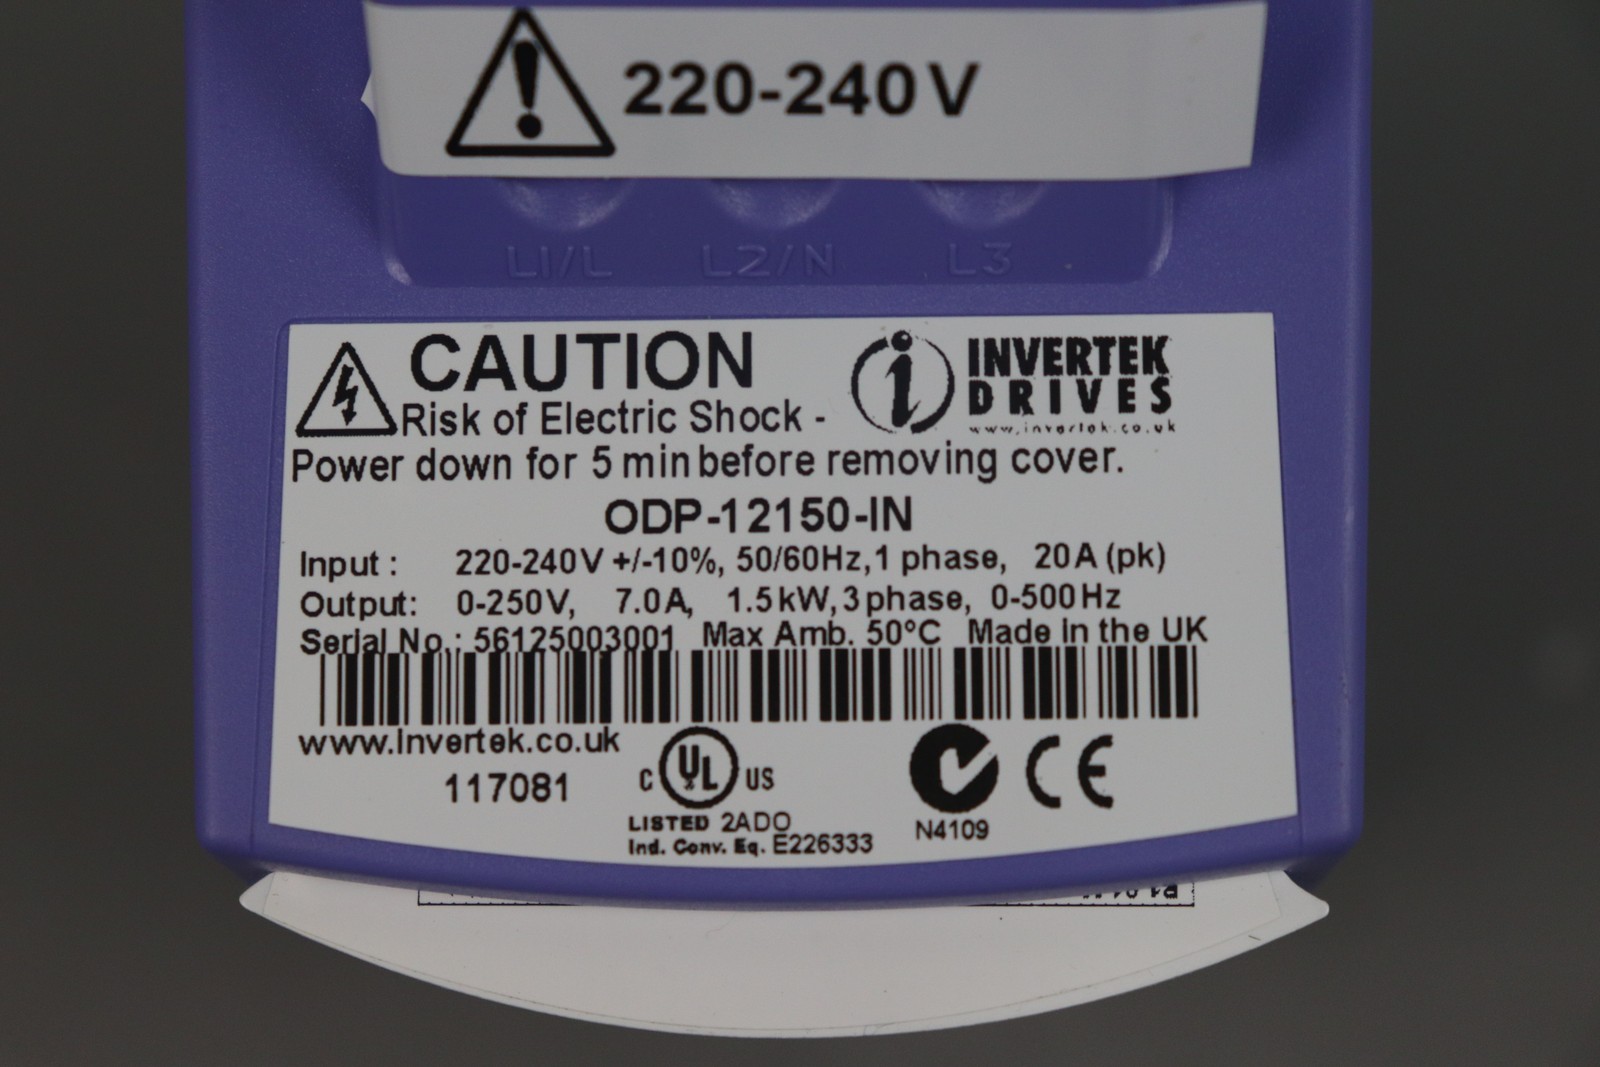 220-240V
L1/L L2/N L3
CAUTION
Risk of Electric Shock -
Power down for 5 min before removing cover.
INVERTEK
DRIVES
www.invertek.co.uk
ODP-12150-IN
Input : 220-240V +/-10%, 50/60Hz, 1 phase, 20A (pk)
Output: 0-250V, 7.0A, 1.5kW, 3 phase, 0-500Hz
Serial No.: 56125003001 Max Amb. 50°C Made in the UK
www.invertek.co.uk
117081
C UL US
LISTED 2ADO
Ind. Conv. Eq. E226333
N4109
CE